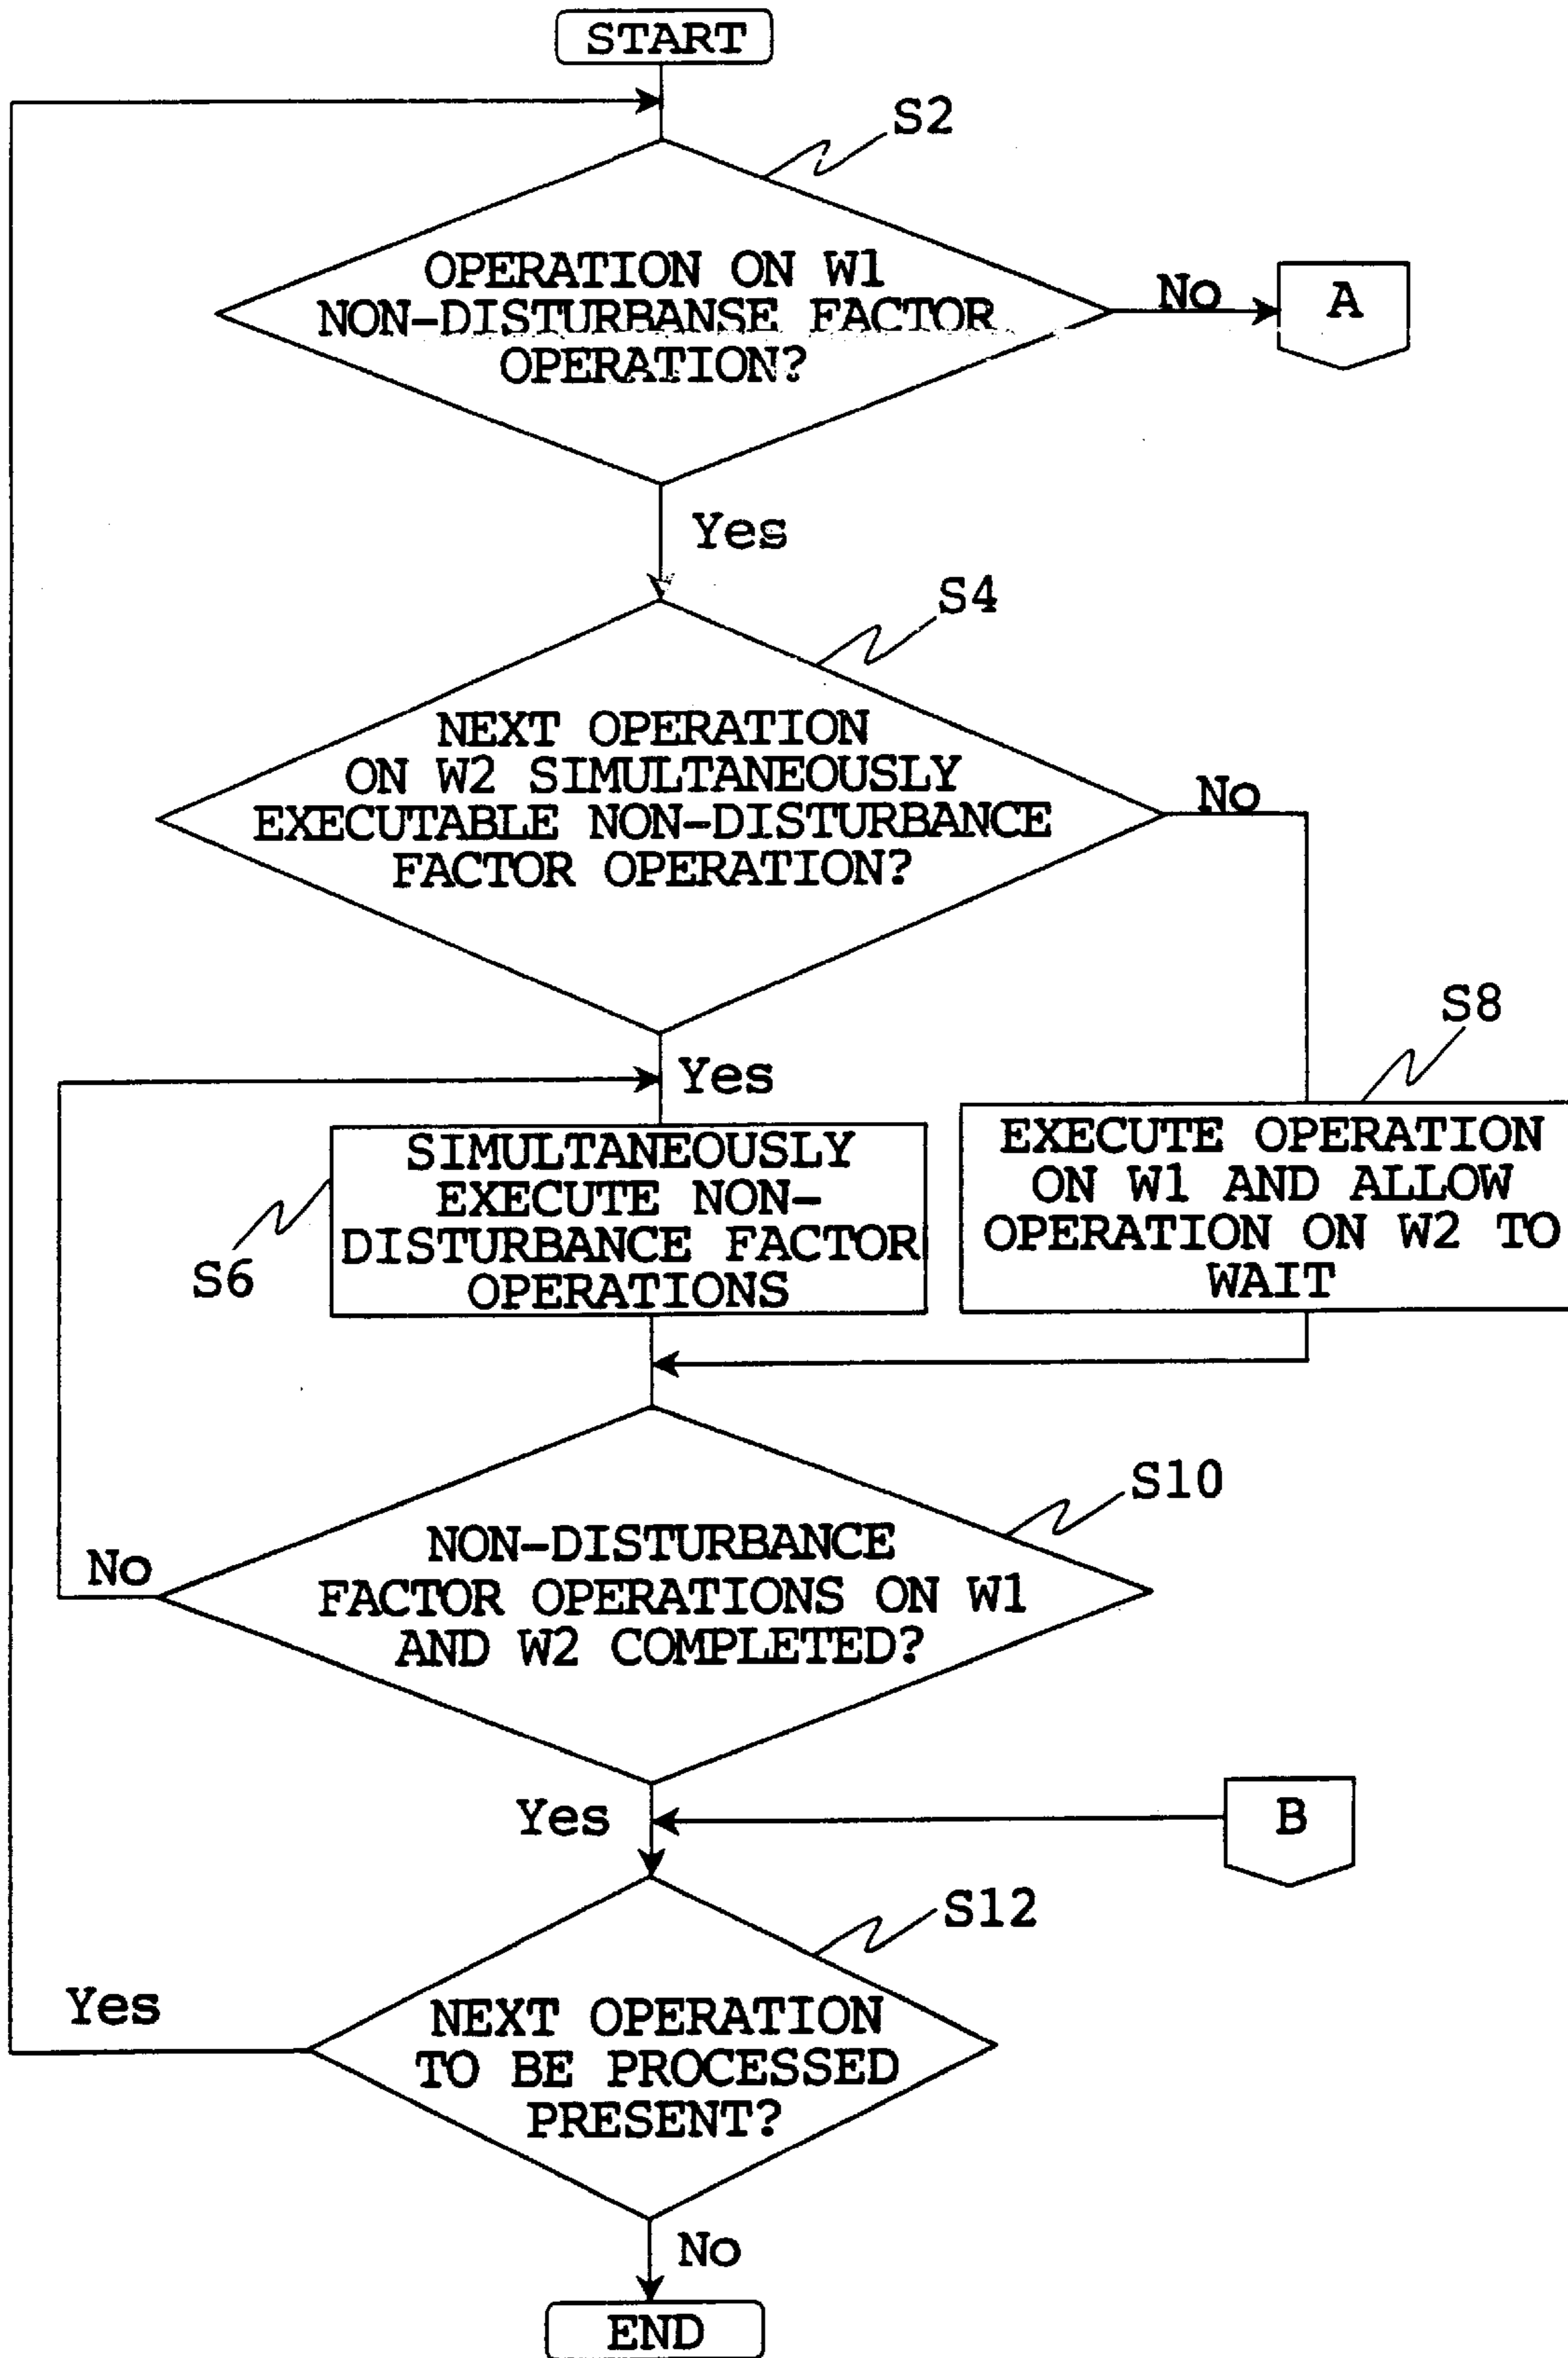 START
S2
OPERATION ON W1
NON-DISTURBANSE FACTOR
OPERATION?
No
A
Yes
S4
NEXT OPERATION
ON W2 SIMULTANEOUSLY
EXECUTABLE NON-DISTURBANCE
FACTOR OPERATION?
No
Yes
S8
SIMULTANEOUSLY
EXECUTE NON-
DISTURBANCE FACTOR
OPERATIONS
S6
EXECUTE OPERATION
ON W1 AND ALLOW
OPERATION ON W2 TO
WAIT
S10
NON-DISTURBANCE
FACTOR OPERATIONS ON W1
AND W2 COMPLETED?
No
Yes
B
S12
NEXT OPERATION
TO BE PROCESSED
PRESENT?
Yes
No
END